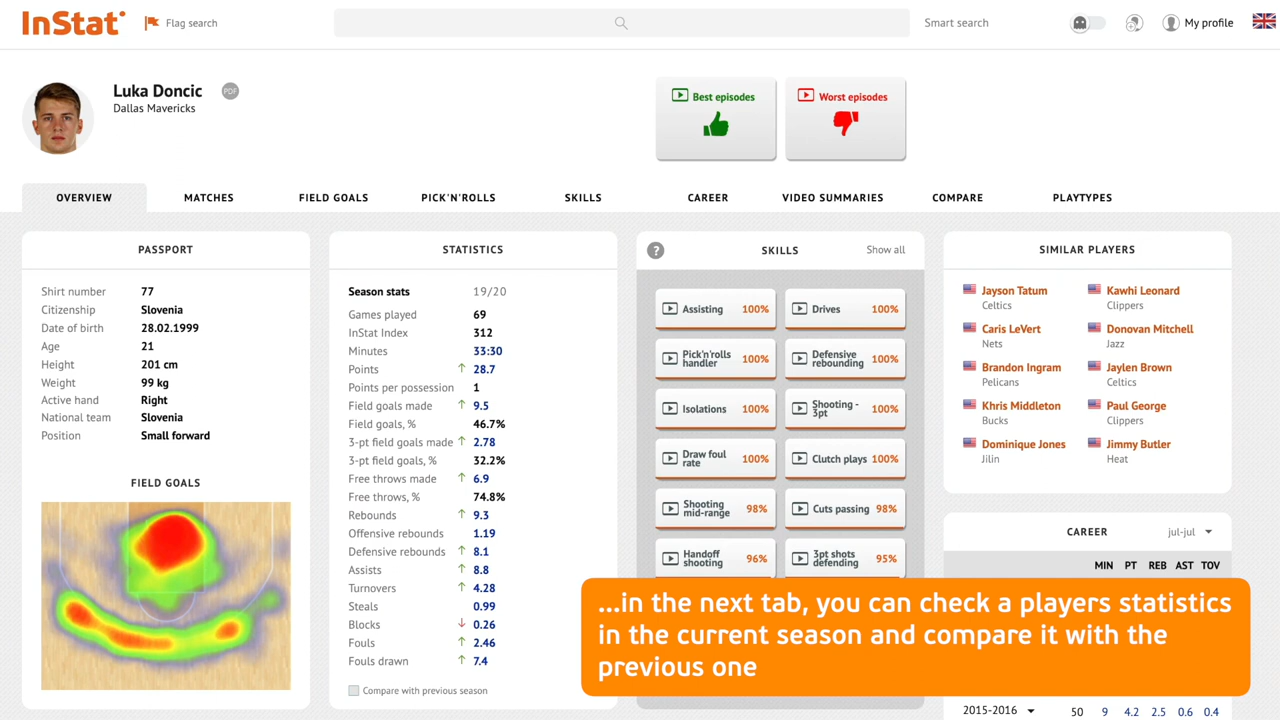 InStat
Flag search
Smart search
My profile
Luka Doncic
PDF
Dallas Mavericks
Best episodes
Worst episodes
OVERVIEW
MATCHES
FIELD GOALS
PICK'N'ROLLS
SKILLS
CAREER
VIDEO SUMMARIES
COMPARE
PLAYTYPES
PASSPORT
Shirt number 77
Citizenship Slovenia
Date of birth 28.02.1999
Age 21
Height 201 cm
Weight 99 kg
Active hand Right
National team Slovenia
Position Small forward
FIELD GOALS
STATISTICS
Season stats 19/20
Games played 69
InStat Index 312
Minutes 33:30
Points ↑ 28.7
Points per possession 1
Field goals made ↑ 9.5
Field goals, % 46.7%
3-pt field goals made ↑ 2.78
3-pt field goals, % 32.2%
Free throws made ↑ 6.9
Free throws, % 74.8%
Rebounds ↑ 9.3
Offensive rebounds 1.19
Defensive rebounds ↑ 8.1
Assists ↑ 8.8
Turnovers ↑ 4.28
Steals 0.99
Blocks ↓ 0.26
Fouls ↑ 2.46
Fouls drawn ↑ 7.4
Compare with previous season
? SKILLS Show all
Assisting 100%
Drives 100%
Pick'n'rolls
handler 100%
Defensive
rebounding 100%
Isolations 100%
Shooting -
3pt 100%
Draw foul
rate 100%
Clutch plays 100%
Shooting
mid-range 98%
Cuts passing 98%
Handoff
shooting 96%
3pt shots
defending 95%
SIMILAR PLAYERS
Jayson Tatum
Celtics
Kawhi Leonard
Clippers
Caris LeVert
Nets
Donovan Mitchell
Jazz
Brandon Ingram
Pelicans
Jaylen Brown
Celtics
Khris Middleton
Bucks
Paul George
Clippers
Dominique Jones
Jilin
Jimmy Butler
Heat
CAREER jul-jul
MIN PT REB AST TOV
...in the next tab, you can check a players statistics
in the current season and compare it with the
previous one
2015-2016 50 9 4.2 2.5 0.6 0.4